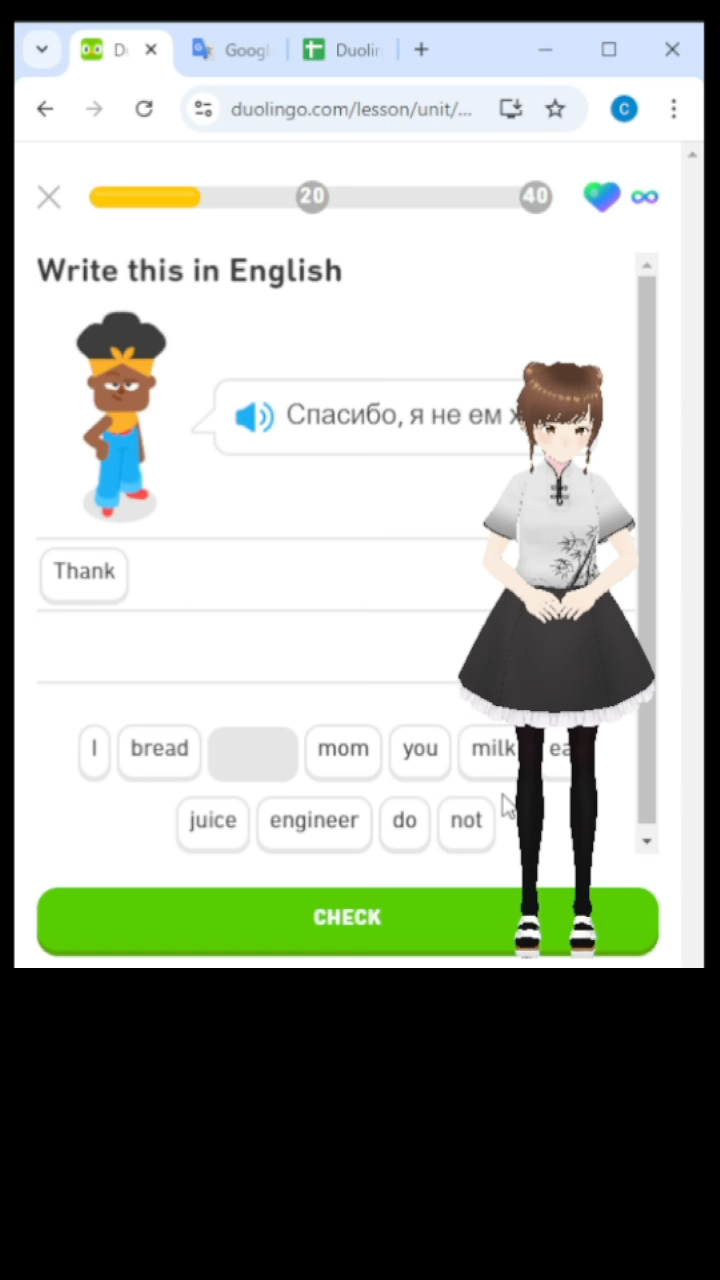 Googl
Duolin
duolingo.com/lesson/unit/...
C
20
40
Write this in English
Спасибо, я не ем
Thank
I bread mom you milk
juice engineer do not
CHECK